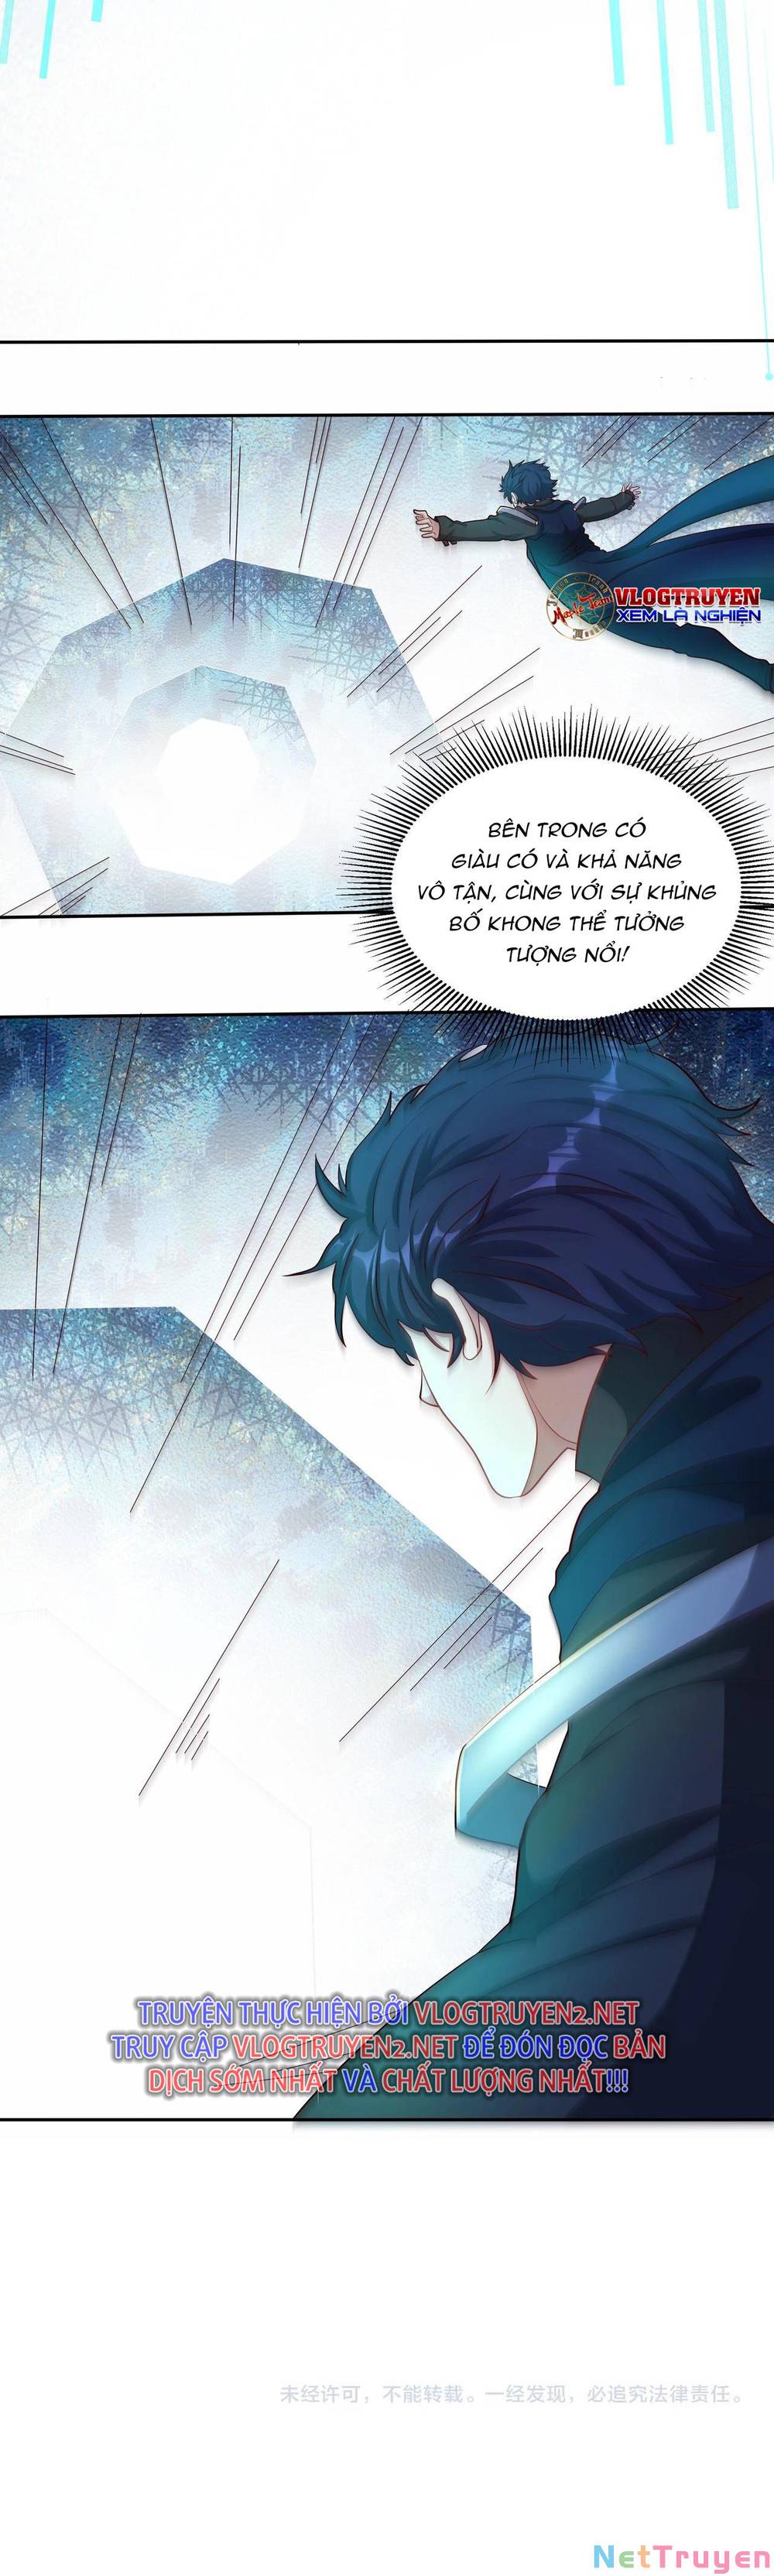 Maple Team
VLOGTRUYEN
XEM LÀ NGHIỆN
BÊN TRONG CÓ
GIÀU CÓ VÀ KHẢ NĂNG
VÔ TẬN, CÙNG VỚI SỰ KHỦNG
BỐ KHONG THỂ TƯỞNG
TƯỢNG NỔI!
TRUYỆN THỰC HIỆN BỞI VLOGTRUYEN2.NET
TRUY CẬP VLOGTRUYEN2.NET ĐỂ ĐÓN ĐỌC BẢN
DỊCH SỚM NHẤT VÀ CHẤT LƯỢNG NHẤT!!!
未经许可，不能转载。一经发现，必追究法律责任。
NetTruyen